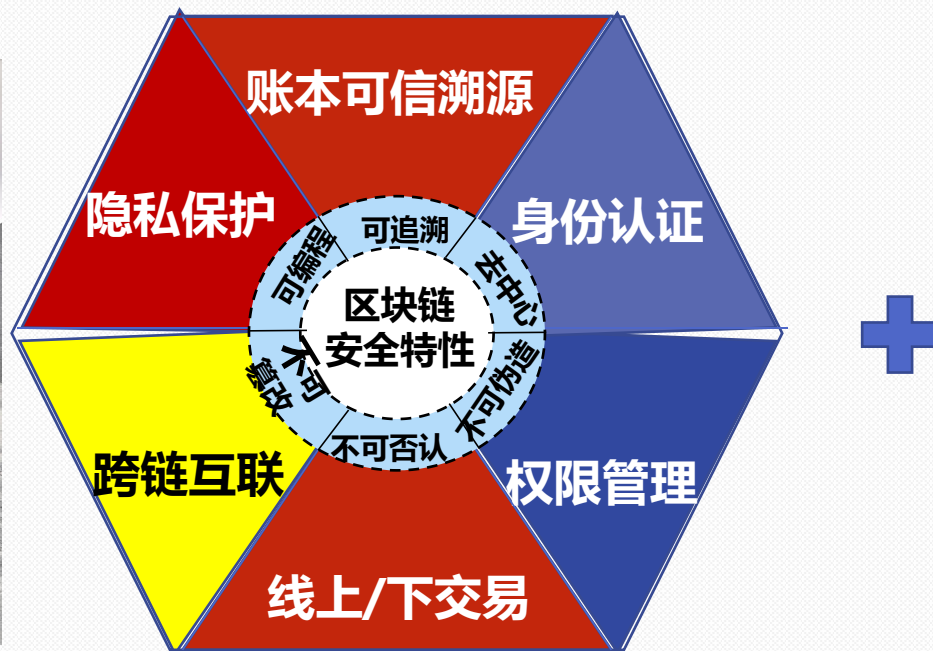 账本可信溯源
隐私保护
身份认证
可追溯
可编程
去中心
区块链
安全特性
不可
篡改
不可伪造
不可否认
跨链互联
权限管理
线上/下交易